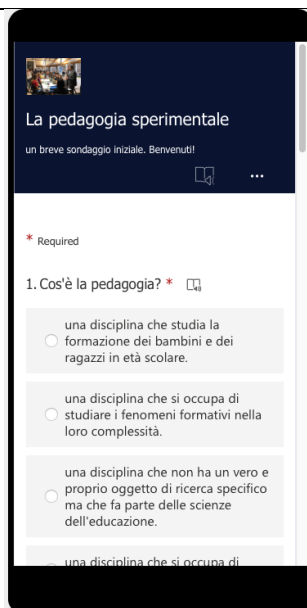 La pedagogia sperimentale
un breve sondaggio iniziale. Benvenuti!
* Required
1. Cos'è la pedagogia? *
una disciplina che studia la
formazione dei bambini e dei
ragazzi in età scolare.
una disciplina che si occupa di
studiare i fenomeni formativi nella
loro complessità.
una disciplina che non ha un vero e
proprio oggetto di ricerca specifico
ma che fa parte delle scienze
dell'educazione.
una disciplina che si occupa di